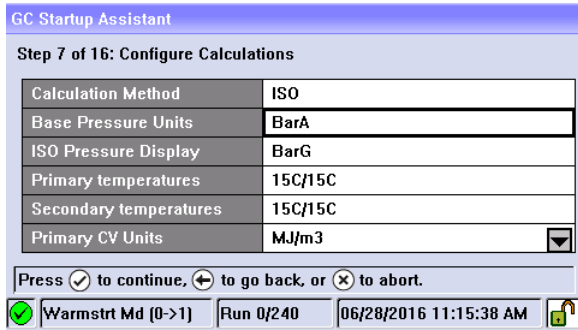 GC Startup Assistant
Step 7 of 16: Configure Calculations
Calculation Method ISO
Base Pressure Units BarA
ISO Pressure Display BarG
Primary temperatures 15C/15C
Secondary temperatures 15C/15C
Primary CV Units MJ/m3
Press to continue, to go back, or to abort.
Warmstrt Md (0->1) Run 0/240 06/28/2016 11:15:38 AM